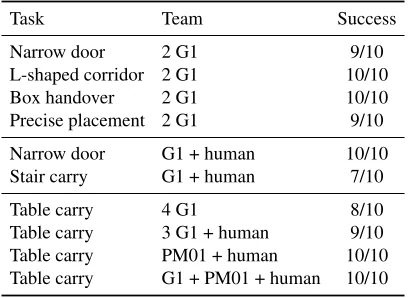 Task Team Success
Narrow door 2 G1 9/10
L-shaped corridor 2 G1 10/10
Box handover 2 G1 10/10
Precise placement 2 G1 9/10
Narrow door G1 + human 10/10
Stair carry G1 + human 7/10
Table carry 4 G1 8/10
Table carry 3 G1 + human 9/10
Table carry PM01 + human 10/10
Table carry G1 + PM01 + human 10/10